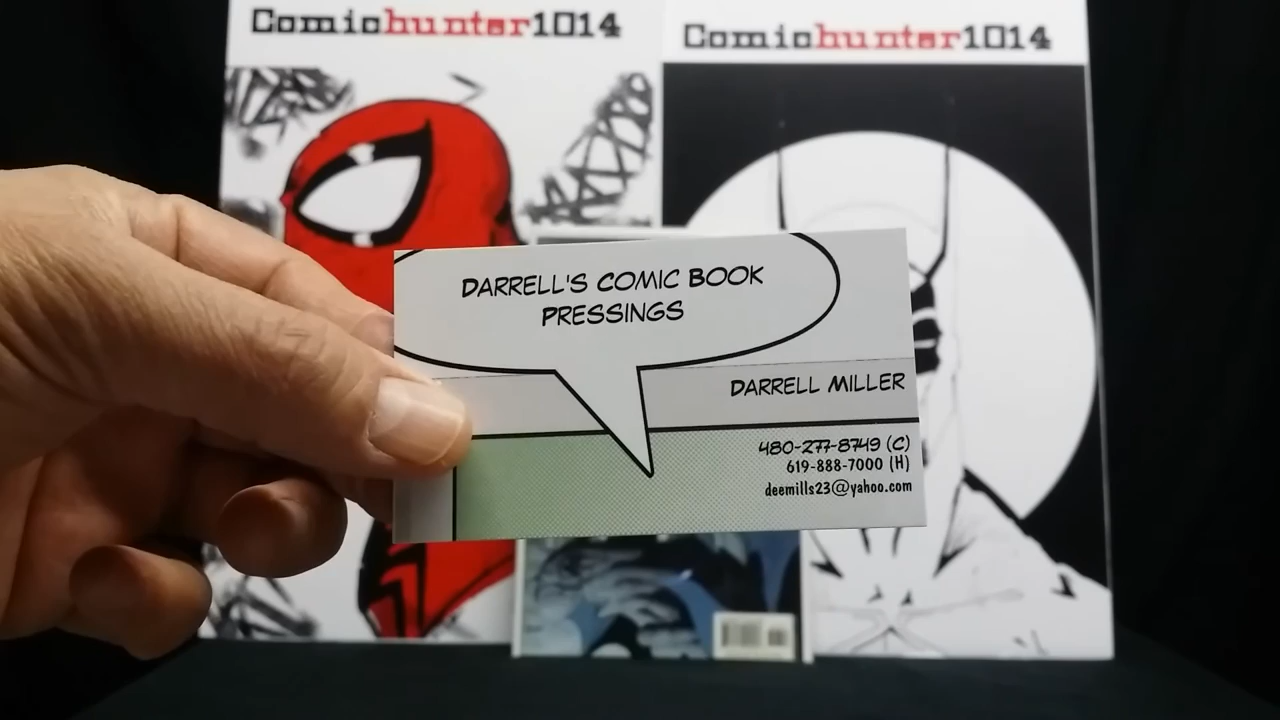 Comichunter1014
Comichunter1014
DARRELL'S COMIC BOOK
PRESSINGS
DARRELL MILLER
480-277-8749 (C)
619-888-7000 (H)
deemills23@yahoo.com